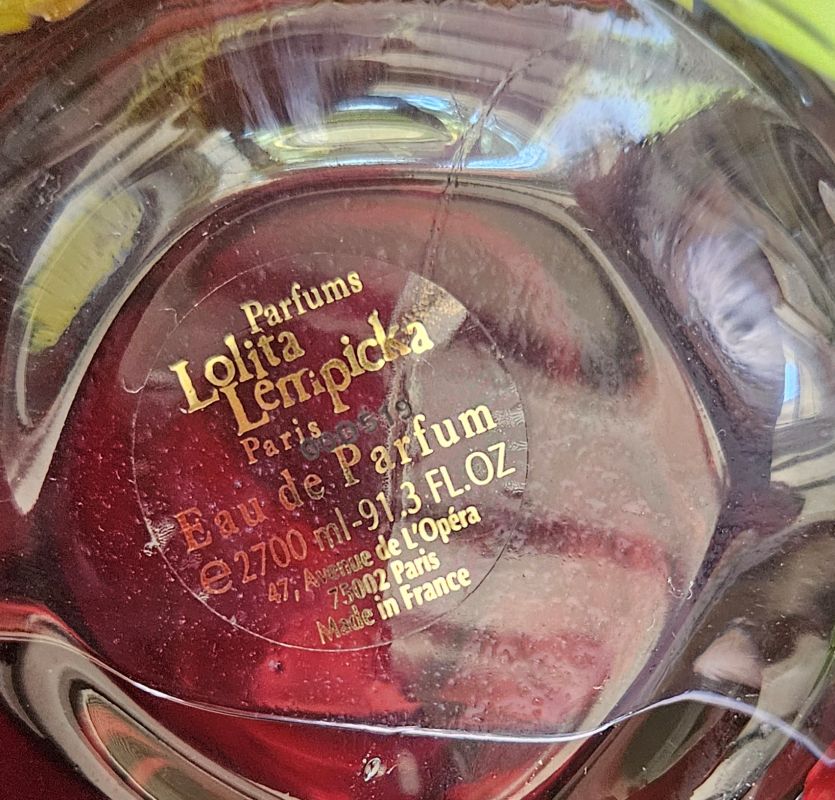 Parfums
Lolita
Lempicka
Paris
Eau de Parfum
℮ 2700 ml-91.3 FL.OZ
47, Avenue de L'Opéra
75002 Paris
Made in France